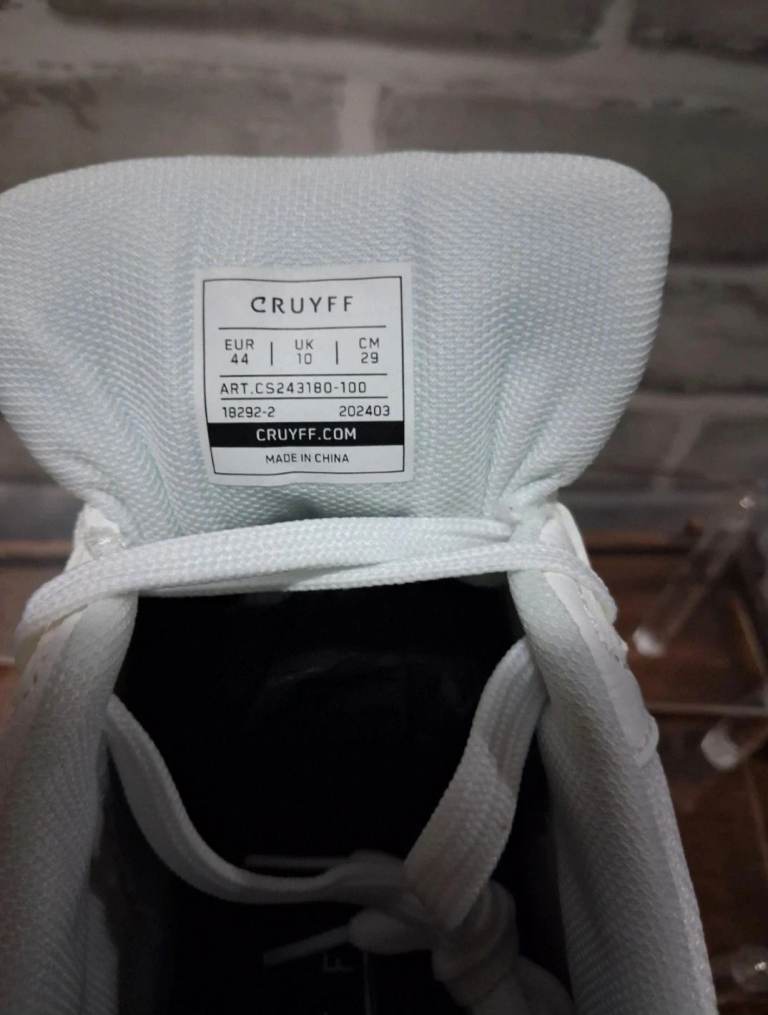 CRUYFF
EUR | UK | CM
44 10 29
ART.CS243180-100
18292-2 202403
CRUYFF.COM
MADE IN CHINA
F